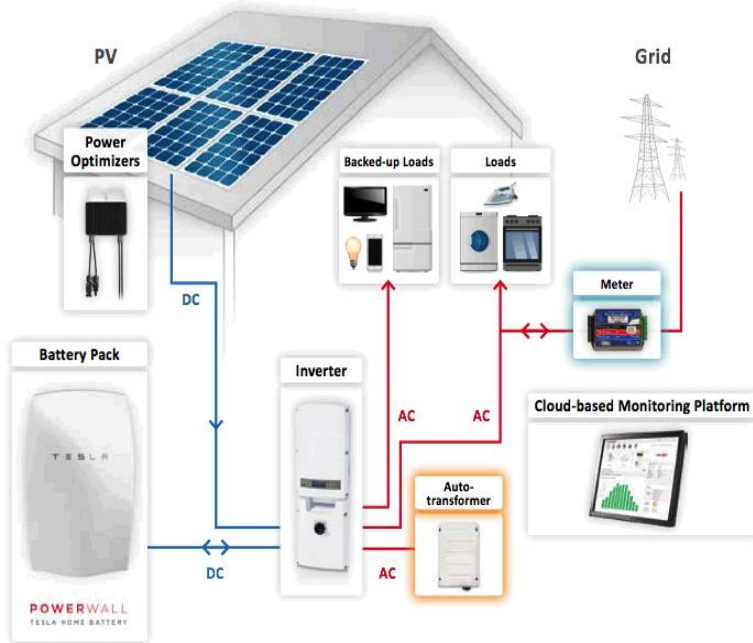 PV
Grid
Power
Optimizers
Backed-up Loads
Loads
DC
Meter
Battery Pack
Inverter
AC
AC
Cloud-based Monitoring Platform
TESLA
Auto-
transformer
DC
AC
POWERWALL
TESLA HOME BATTERY